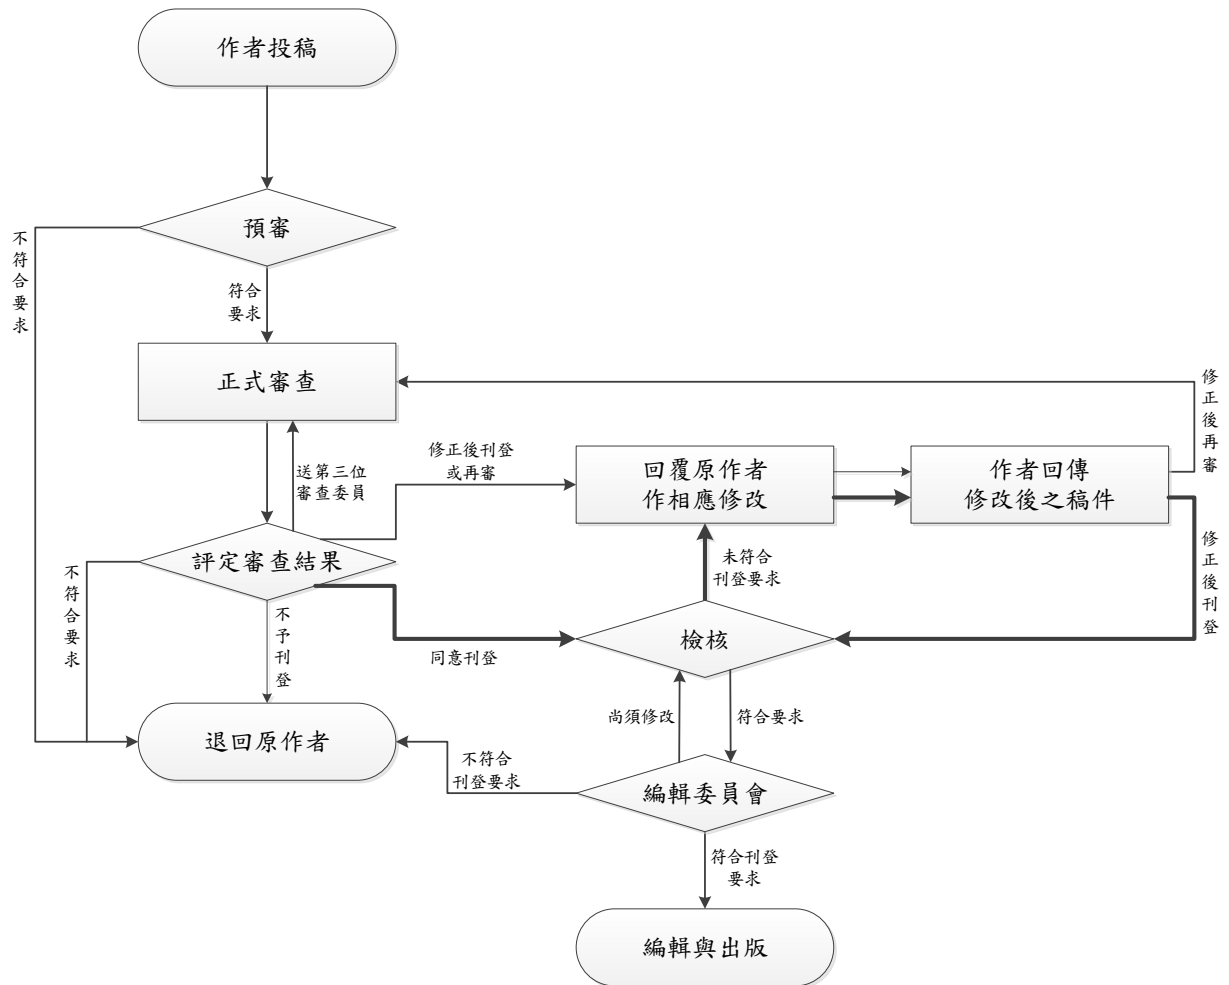 作者投稿
預審
不符合要求
符合
要求
正式審查
修正後再審
送第三位
審查委員
修正後刊登
或再審
回覆原作者
作相應修改
作者回傳
修改後之稿件
評定審查結果
未符合
刊登要求
修正後刊登
不符合要求
不予刊登
同意刊登
檢核
退回原作者
尚須修改
符合要求
不符合
刊登要求
編輯委員會
符合刊登
要求
編輯與出版